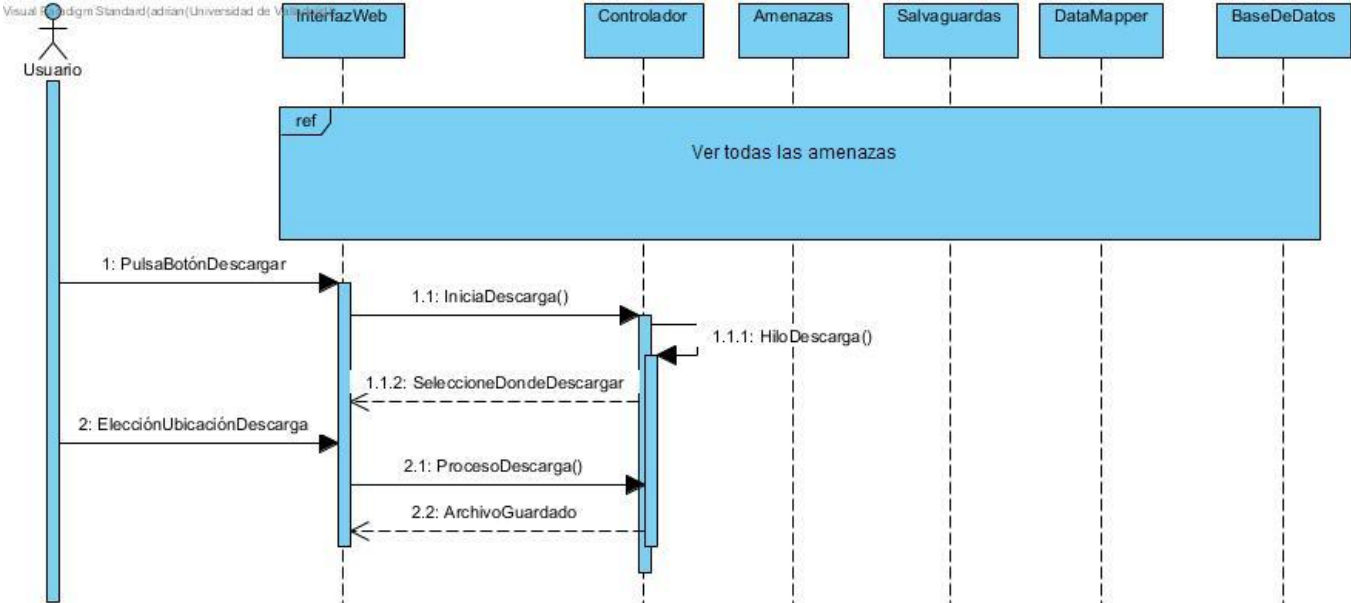 Visual Paradigm Standard(adrian(Universidad de Valladolid))
InterfazWeb
Controlador
Amenazas
Salvaguardas
DataMapper
BaseDeDatos
Usuario
ref
Ver todas las amenazas
1: PulsaBotónDescargar
1.1: IniciaDescarga()
1.1.1: HiloDescarga()
1.1.2: SeleccioneDondeDescargar
2: ElecciónUbicaciónDescarga
2.1: ProcesoDescarga()
2.2: ArchivoGuardado